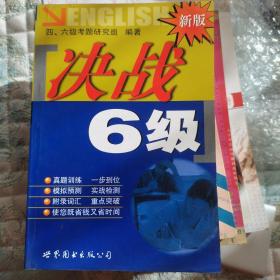 ENGLISH
新版
四、六级考题研究组 编著
决战
6级
真题训练 一步到位
模拟预测 实战检测
附录词汇 重点突破
使您既省钱又省时间
世界图书出版公司